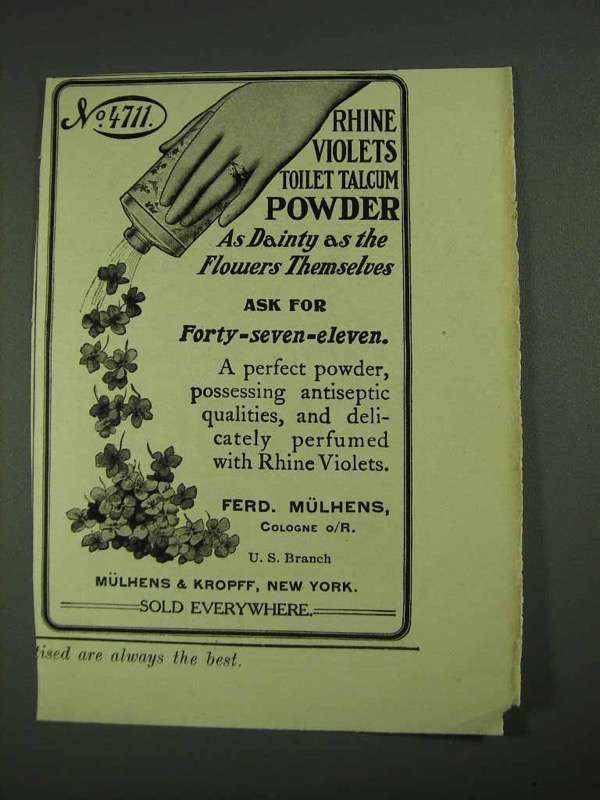 No. 4711.
RHINE
VIOLETS
TOILET TALCUM
POWDER
As Dainty as the
Flowers Themselves
ASK FOR
Forty-seven-eleven.
A perfect powder,
possessing antiseptic
qualities, and deli-
cately perfumed
with Rhine Violets.
FERD. MÜLHENS,
COLOGNE O/R.
U. S. Branch
MÜLHENS & KROPFF, NEW YORK.
SOLD EVERYWHERE.
tised are always the best.